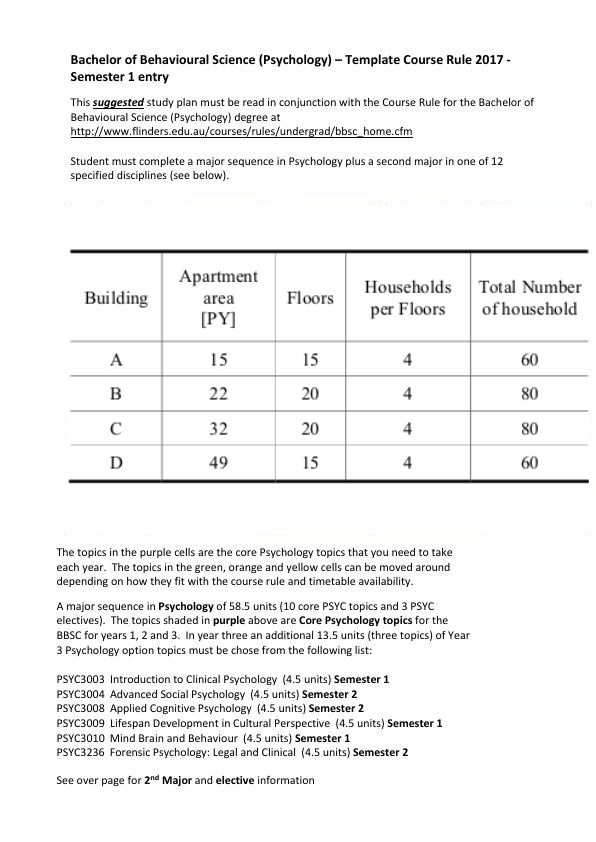 Bachelor of Behavioural Science (Psychology) – Template Course Rule 2017 -
Semester 1 entry
This suggested study plan must be read in conjunction with the Course Rule for the Bachelor of
Behavioural Science (Psychology) degree at
http://www.flinders.edu.au/courses/rules/undergrad/bbsc_home.cfm
Student must complete a major sequence in Psychology plus a second major in one of 12
specified disciplines (see below).
Building Apartment area [PY] Floors Households per Floors Total Number of household
A 15 15 4 60
B 22 20 4 80
C 32 20 4 80
D 49 15 4 60
The topics in the purple cells are the core Psychology topics that you need to take
each year. The topics in the green, orange and yellow cells can be moved around
depending on how they fit with the course rule and timetable availability.
A major sequence in Psychology of 58.5 units (10 core PSYC topics and 3 PSYC
electives). The topics shaded in purple above are Core Psychology topics for the
BBSC for years 1, 2 and 3. In year three an additional 13.5 units (three topics) of Year
3 Psychology option topics must be chose from the following list:
PSYC3003 Introduction to Clinical Psychology (4.5 units) Semester 1
PSYC3004 Advanced Social Psychology (4.5 units) Semester 2
PSYC3008 Applied Cognitive Psychology (4.5 units) Semester 2
PSYC3009 Lifespan Development in Cultural Perspective (4.5 units) Semester 1
PSYC3010 Mind Brain and Behaviour (4.5 units) Semester 1
PSYC3236 Forensic Psychology: Legal and Clinical (4.5 units) Semester 2
See over page for 2nd Major and elective information